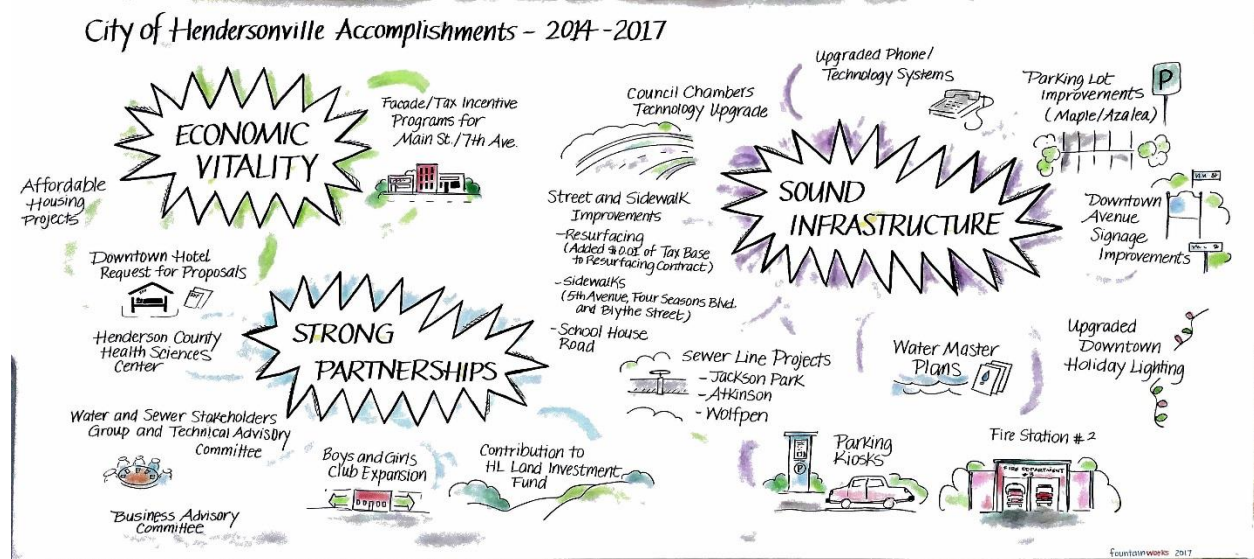 City of Hendersonville Accomplishments - 2014-2017
ECONOMIC
VITALITY
Facade/Tax Incentive
Programs for
Main St./7th Ave.
Affordable
Housing
Projects
Downtown Hotel
Request for Proposals
Henderson County
Health Sciences
Center
STRONG
PARTNERSHIPS
Water and Sewer Stakeholders
Group and Technical Advisory
Committee
Business Advisory
Committee
Boys and Girls
Club Expansion
Contribution to
HL Land Investment
Fund
Council Chambers
Technology Upgrade
Upgraded Phone/
Technology Systems
Parking Lot
Improvements
(Maple/Azalea)
P
SOUND
INFRASTRUCTURE
Street and Sidewalk
Improvements
-Resurfacing
(Added $0.01 of Tax Base
to Resurfacing Contract)
-Sidewalks
(5th Avenue, Four Seasons Blvd.
and Blythe Street)
-School House
Road
Downtown
Avenue
Signage
Improvements
Sewer Line Projects
-Jackson Park
-Atkinson
-Wolfpen
Water Master
Plans
Upgraded
Downtown
Holiday Lighting
Parking
Kiosks
P
Fire Station #2
FIRE DEPARTMENT
fountainworks 2017